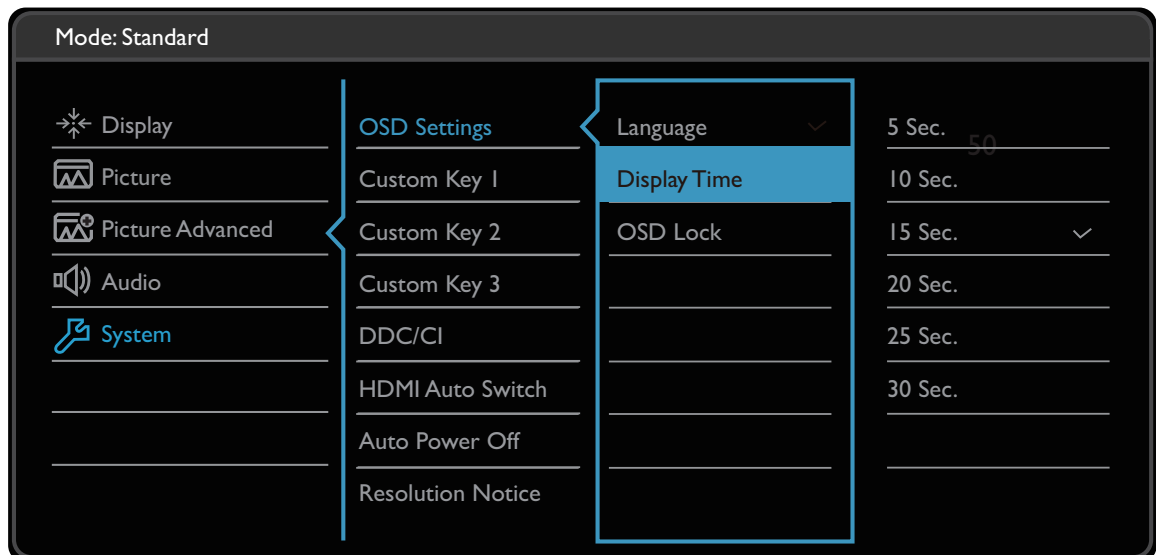 Mode: Standard
Display
Picture
Picture Advanced
Audio
System
OSD Settings
Custom Key 1
Custom Key 2
Custom Key 3
DDC/CI
HDMI Auto Switch
Auto Power Off
Resolution Notice
Language
Display Time
OSD Lock
5 Sec.
50
10 Sec.
15 Sec.
20 Sec.
25 Sec.
30 Sec.